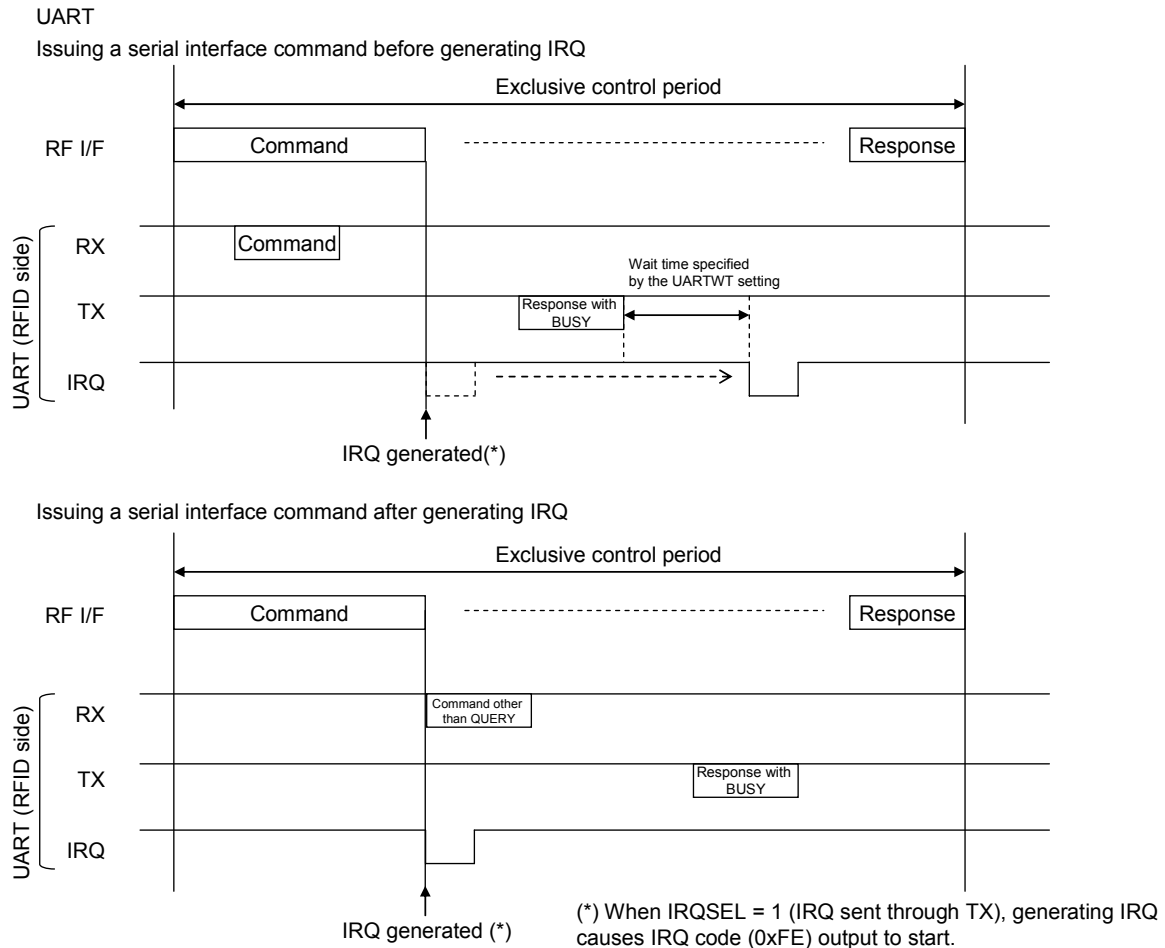 UART
Issuing a serial interface command before generating IRQ
Exclusive control period
RF I/F
Command
Response
UART (RFID side)
RX
Command
Wait time specified
by the UARTWT setting
TX
Response with
BUSY
IRQ
IRQ generated(*)
Issuing a serial interface command after generating IRQ
Exclusive control period
RF I/F
Command
Response
UART (RFID side)
RX
Command other
than QUERY
TX
Response with
BUSY
IRQ
IRQ generated (*)
(*) When IRQSEL = 1 (IRQ sent through TX), generating IRQ
causes IRQ code (0xFE) output to start.